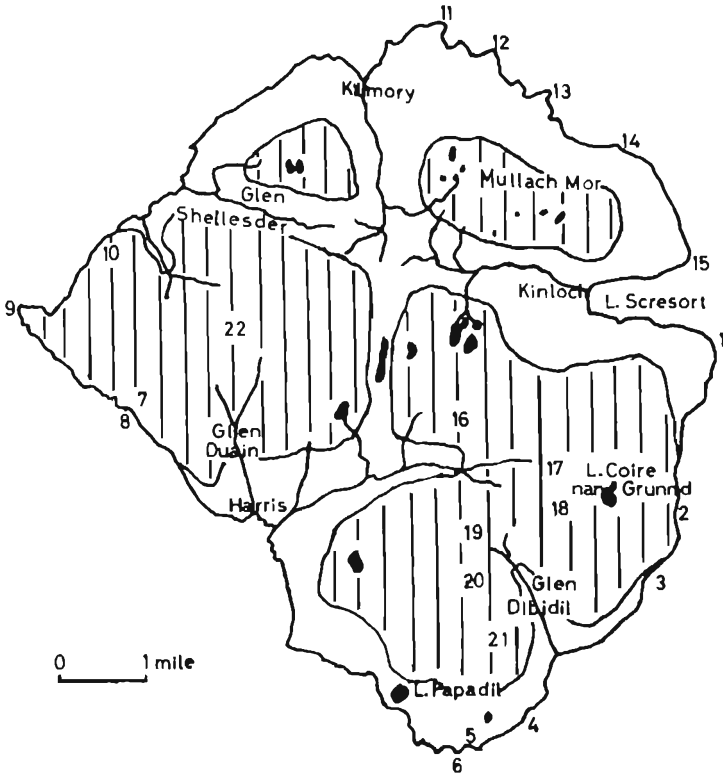 11
12
Kilmory
13
14
Mullach Mor
Glen
Shellesder
10
15
Kinloch
L. Scresort
9
22
1
7
8
16
Glen
Duain
17
L. Coire
nan Grunnd
Harris
18
2
19
20
Glen
Dibidil
3
21
0 1 mile
L. Papadil
4
5
6